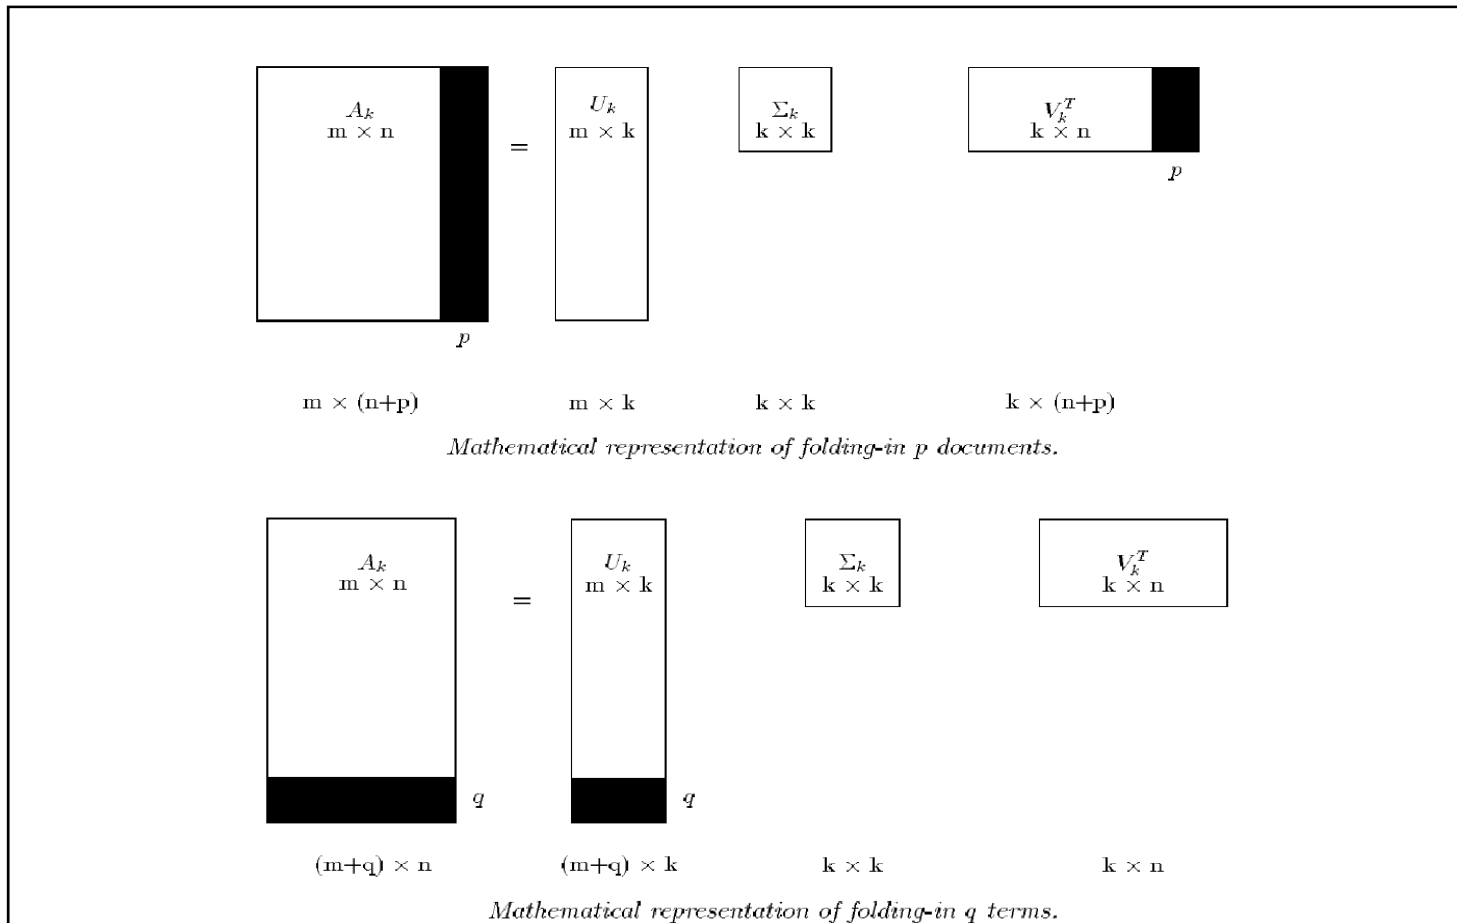 A_k U_k Σ_k V_k^T
m × n m × k k × k k × n
=
p
p
m × (n+p) m × k k × k k × (n+p)
Mathematical representation of folding-in p documents.
A_k U_k Σ_k V_k^T
m × n m × k k × k k × n
=
q q
(m+q) × n (m+q) × k k × k k × n
Mathematical representation of folding-in q terms.